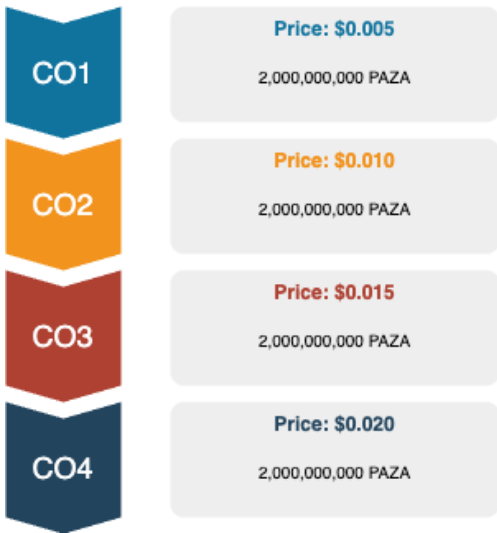 CO1
Price: $0.005
2,000,000,000 PAZA
CO2
Price: $0.010
2,000,000,000 PAZA
CO3
Price: $0.015
2,000,000,000 PAZA
CO4
Price: $0.020
2,000,000,000 PAZA